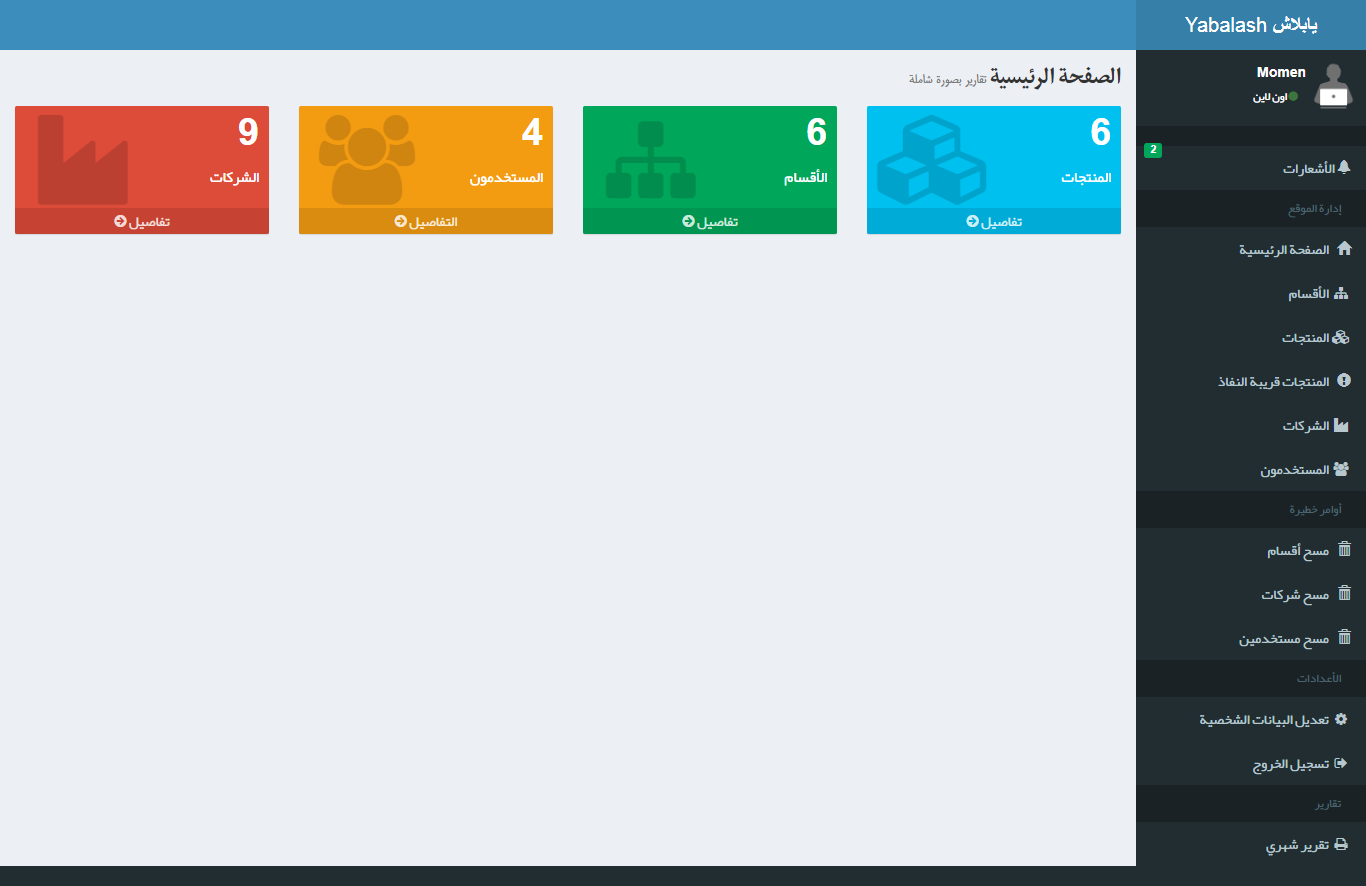 يابلاش Yabalash
Momen
اون لاين
الأشعارات
2
إدارة الموقع
الصفحة الرئيسية
الأقسام
المنتجات
المنتجات قريبة النفاذ
الشركات
المستخدمون
أوامر خطيرة
مسح أقسام
مسح شركات
مسح مستخدمين
الأعدادات
تعديل البيانات الشخصية
تسجيل الخروج
تقارير
تقرير شهري
الصفحة الرئيسية تقارير بصورة شاملة
6
المنتجات
تفاصيل
6
الأقسام
تفاصيل
4
المستخدمون
التفاصيل
9
الشركات
تفاصيل